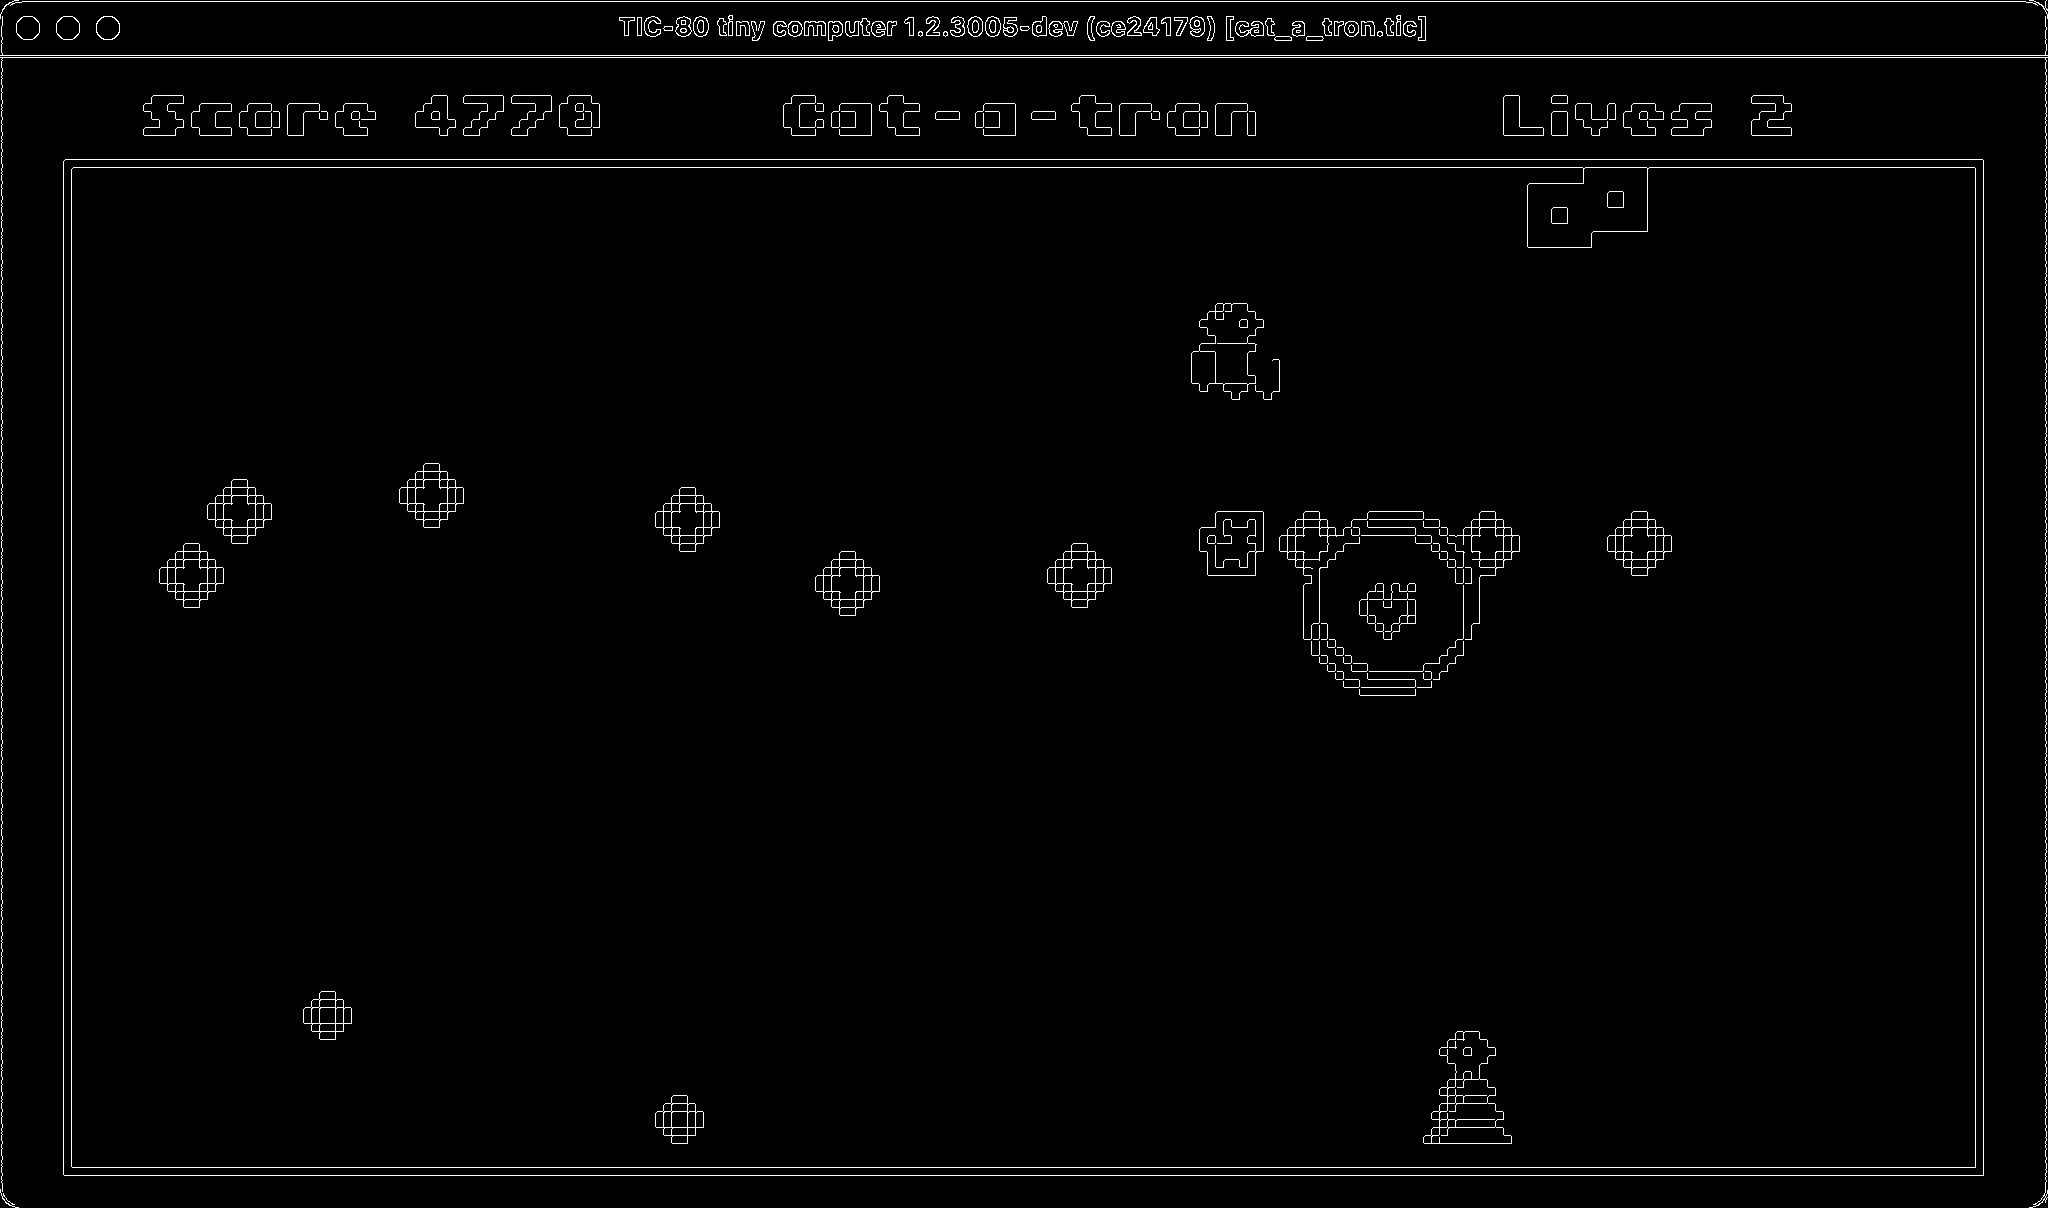 TIC-80 tiny computer 1.2.3005-dev (ce24179) [cat_a_tron.tic]
Score 4770 Cat-a-tron Lives 2